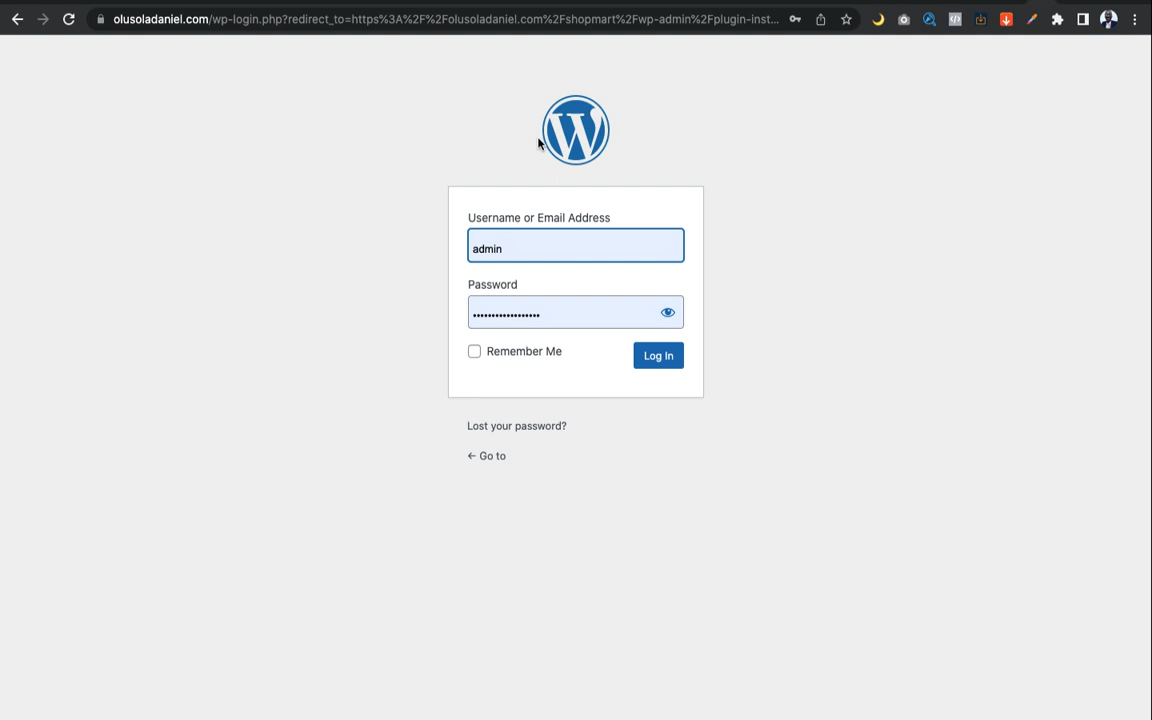 olusoladaniel.com/wp-login.php?redirect_to=https%3A%2F%2Folusoladaniel.com%2Fshopmart%2Fwp-admin%2Fplugin-inst...
Username or Email Address
admin
Password
•••••••••••••••••
Remember Me
Log In
Lost your password?
← Go to